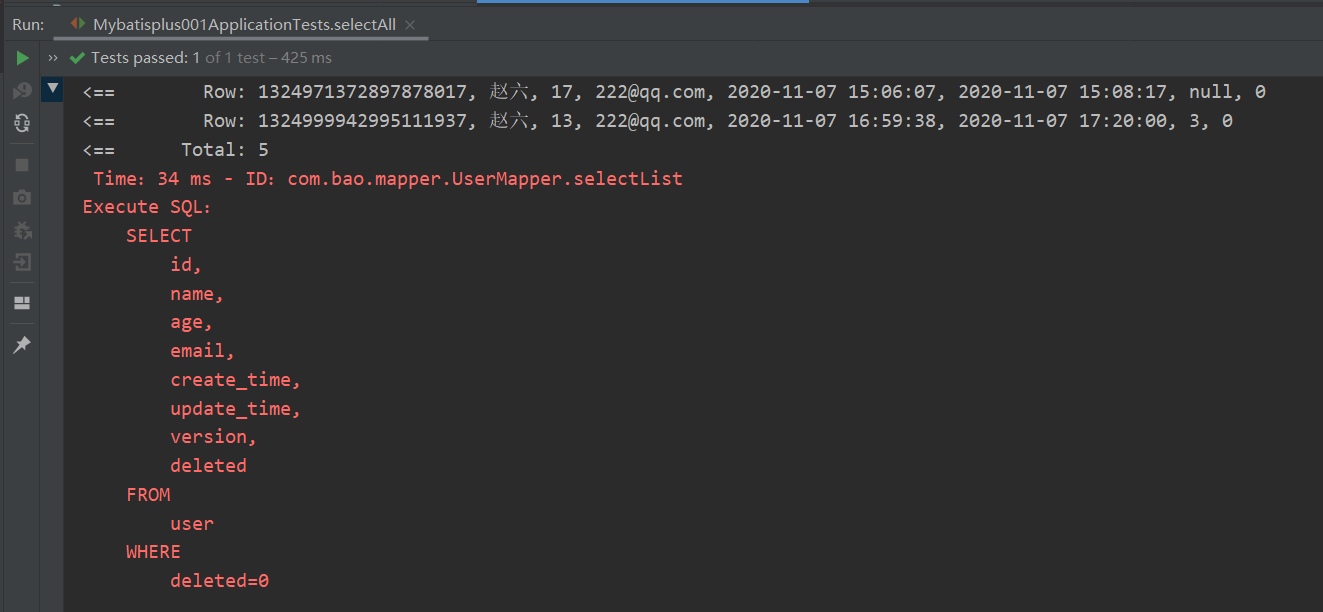 Run: Mybatisplus001ApplicationTests.selectAll ×
Tests passed: 1 of 1 test – 425 ms
<==        Row: 1324971372897878017, 赵六, 17, 222@qq.com, 2020-11-07 15:06:07, 2020-11-07 15:08:17, null, 0
<==        Row: 1324999942995111937, 赵六, 13, 222@qq.com, 2020-11-07 16:59:38, 2020-11-07 17:20:00, 3, 0
<==      Total: 5
Time：34 ms - ID：com.bao.mapper.UserMapper.selectList
Execute SQL：
SELECT
id,
name,
age,
email,
create_time,
update_time,
version,
deleted
FROM
user
WHERE
deleted=0